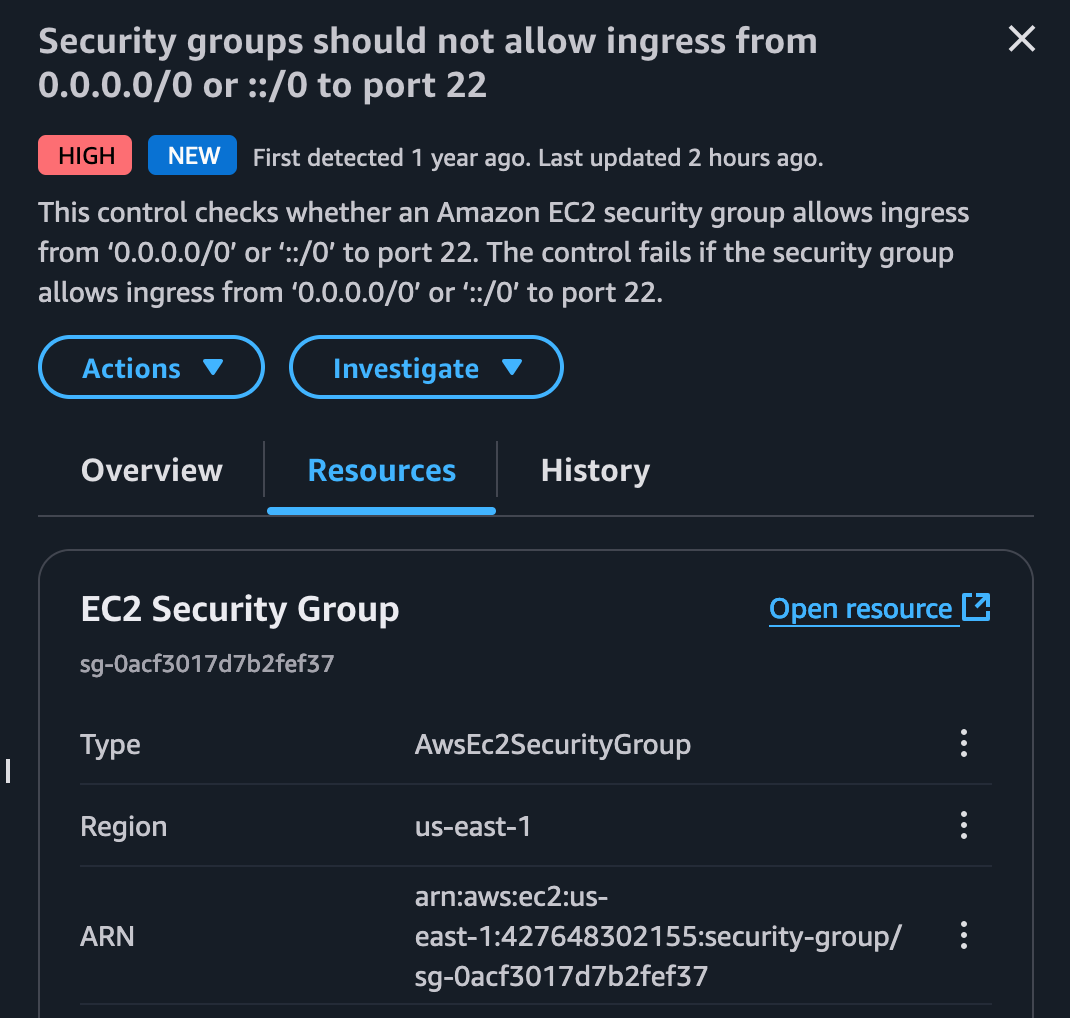 Security groups should not allow ingress from
0.0.0.0/0 or ::/0 to port 22
HIGH NEW First detected 1 year ago. Last updated 2 hours ago.
This control checks whether an Amazon EC2 security group allows ingress
from ‘0.0.0.0/0’ or ‘::/0’ to port 22. The control fails if the security group
allows ingress from ‘0.0.0.0/0’ or ‘::/0’ to port 22.
Actions Investigate
Overview Resources History
EC2 Security Group Open resource
sg-0acf3017d7b2fef37
Type AwsEc2SecurityGroup
Region us-east-1
arn:aws:ec2:us-
ARN east-1:427648302155:security-group/
sg-0acf3017d7b2fef37